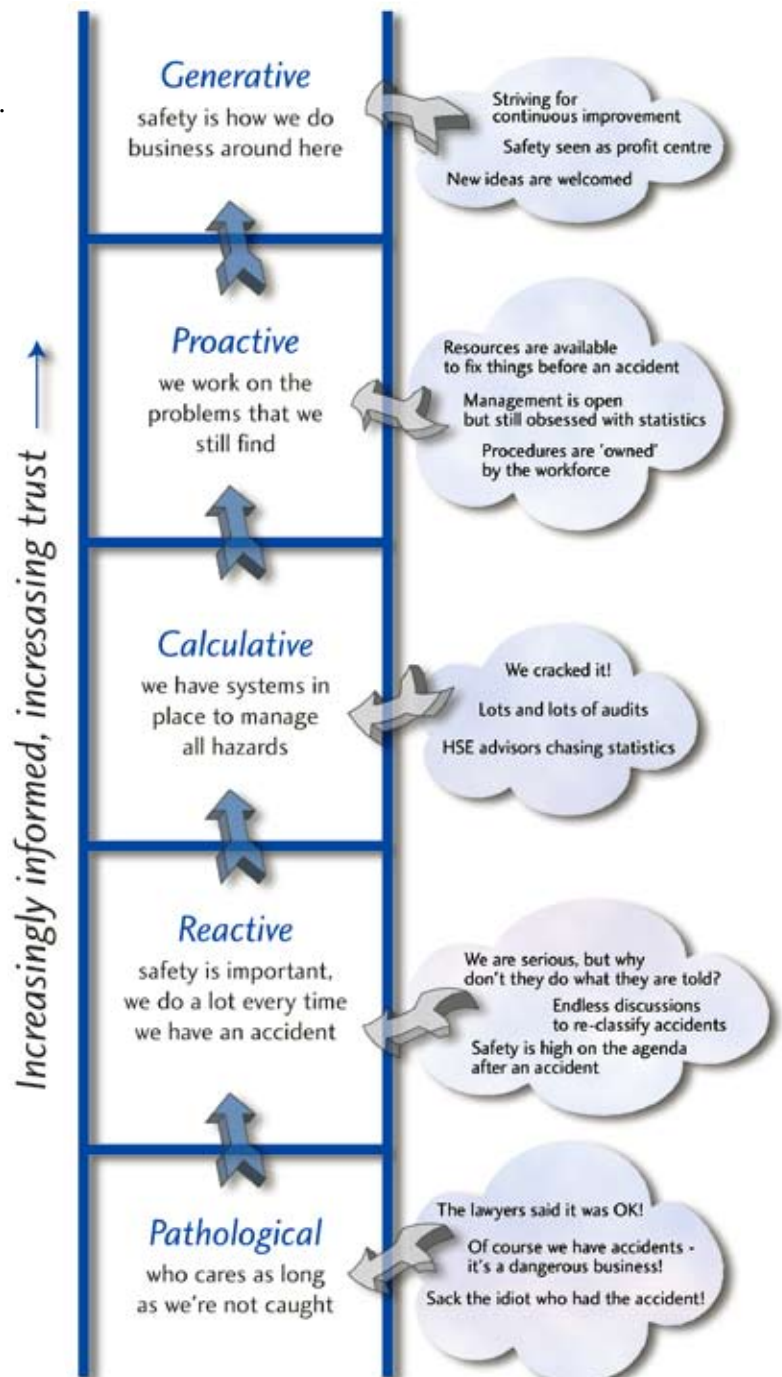 .
Generative
safety is how we do
business around here
Striving for
continuous improvement
Safety seen as profit centre
New ideas are welcomed
Proactive
we work on the
problems that we
still find
Resources are available
to fix things before an accident
Management is open
but still obsessed with statistics
Procedures are 'owned'
by the workforce
Calculative
we have systems in
place to manage
all hazards
We cracked it!
Lots and lots of audits
HSE advisors chasing statistics
Reactive
safety is important,
we do a lot every time
we have an accident
We are serious, but why
don't they do what they are told?
Endless discussions
to re-classify accidents
Safety is high on the agenda
after an accident
Pathological
who cares as long
as we're not caught
The lawyers said it was OK!
Of course we have accidents -
it's a dangerous business!
Sack the idiot who had the accident!
Increasingly informed, incresasing trust